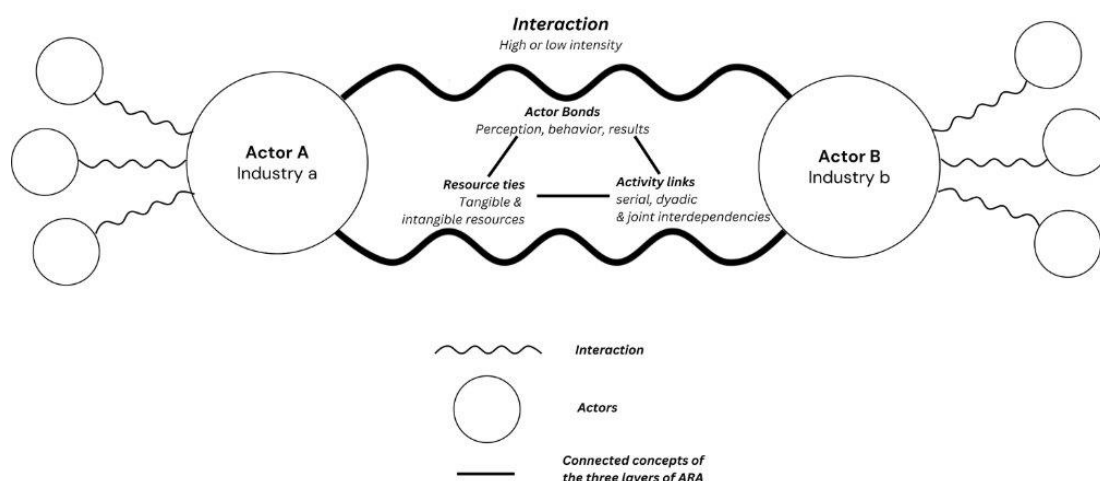 Interaction
High or low intensity
Actor Bonds
Perception, behavior, results
Actor A
Industry a
Actor B
Industry b
Resource ties
Tangible &
intangible resources
Activity links
serial, dyadic
& joint interdependencies
Interaction
Actors
Connected concepts of
the three layers of ARA